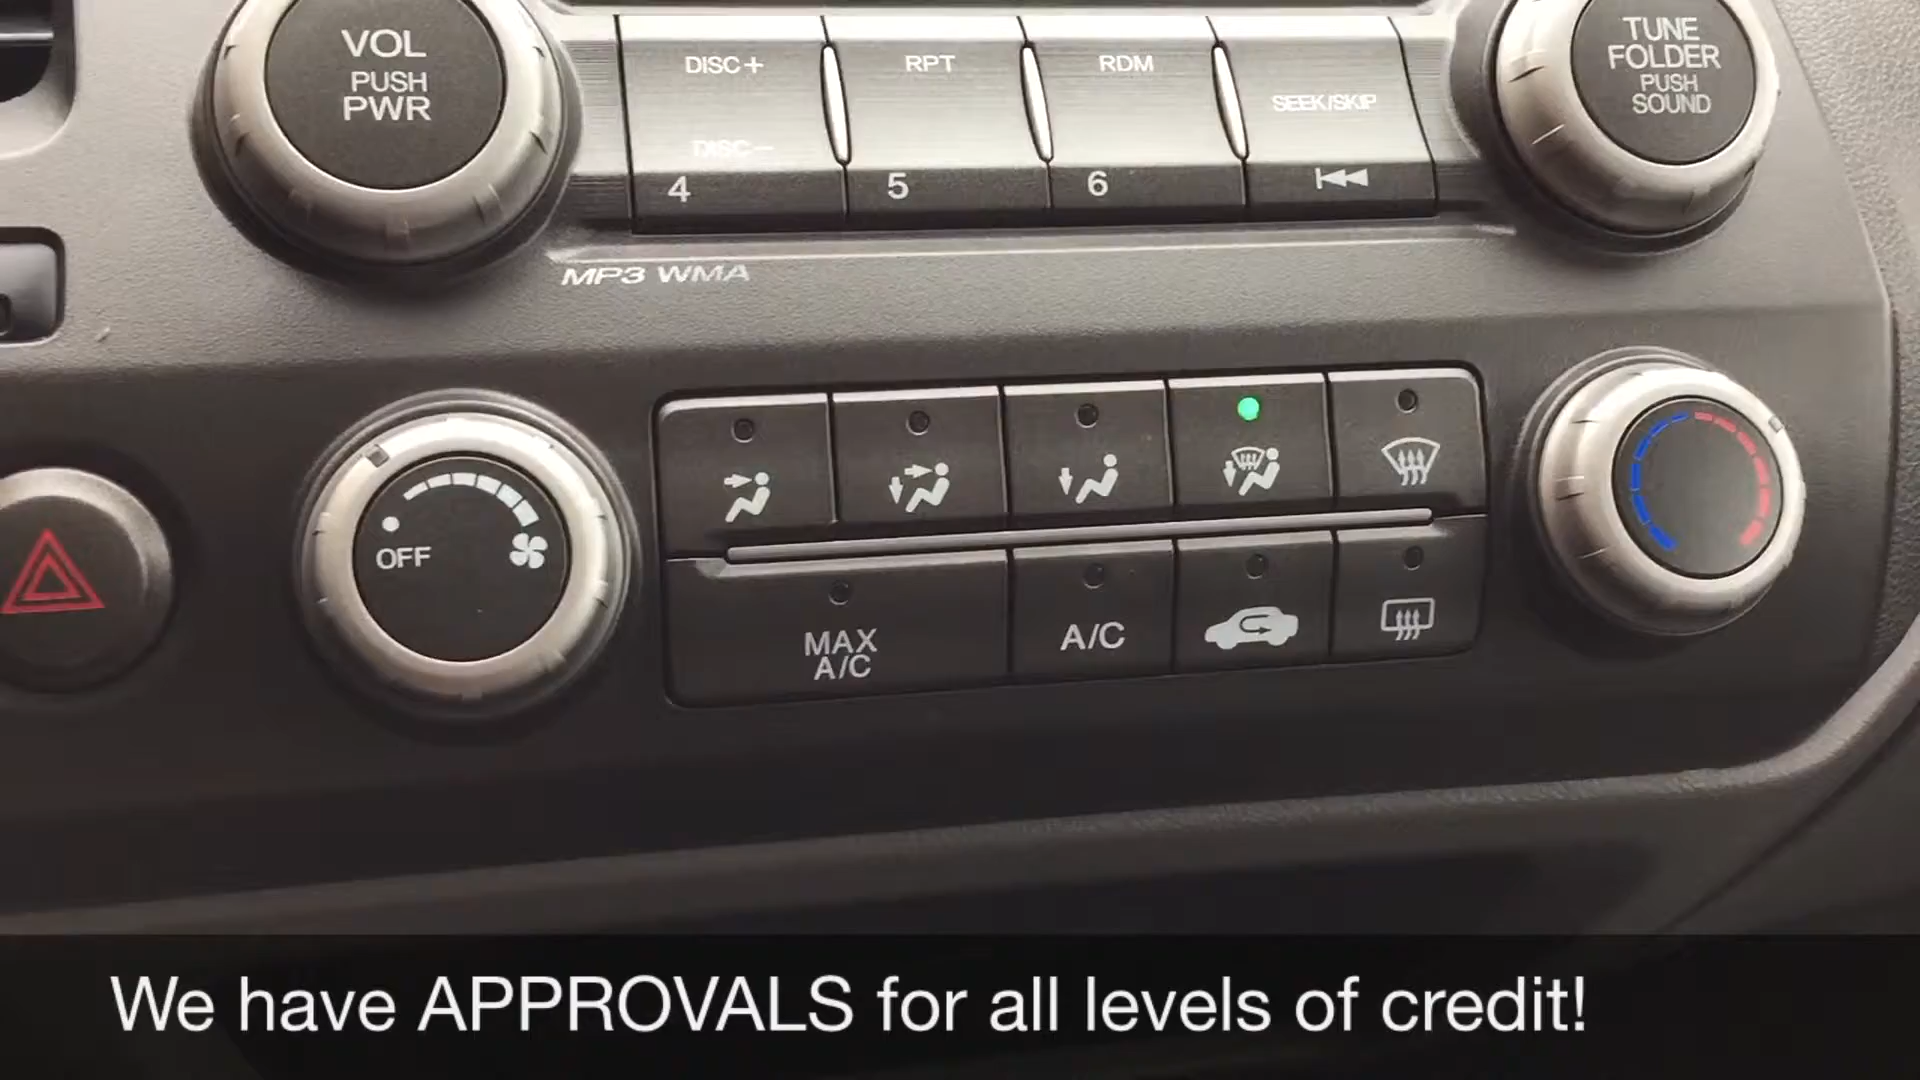 VOL
PUSH
PWR
DISC+
RPT
RDM
SEEK/SKIP
TUNE
FOLDER
PUSH
SOUND
DISC−
4
5
6
MP3 WMA
OFF
MAX
A/C
A/C
We have APPROVALS for all levels of credit!